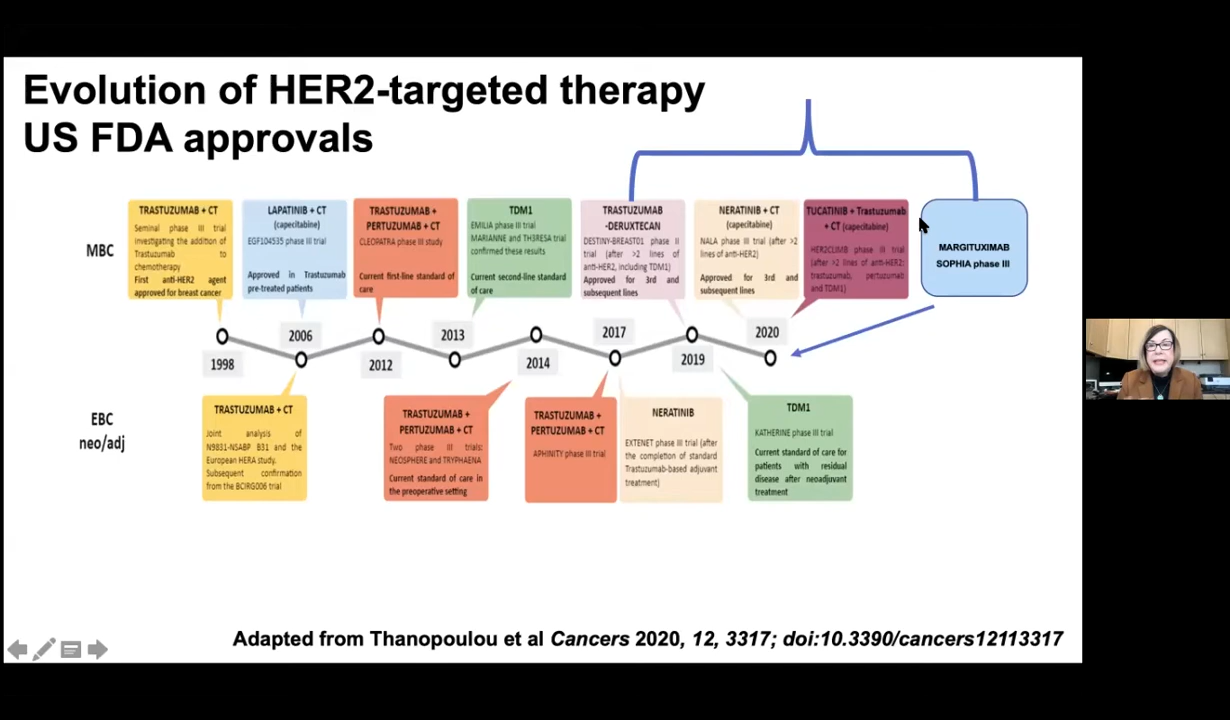 Evolution of HER2-targeted therapy
US FDA approvals
MBC
TRASTUZUMAB + CT
Seminal phase III trial
investigating the addition of
Trastuzumab to
chemotherapy
First anti-HER2 agent
approved for breast cancer
LAPATINIB + CT
(capecitabine)
EGF104535 phase III trial
Approved in Trastuzumab
pre-treated patients
TRASTUZUMAB +
PERTUZUMAB + CT
CLEOPATRA phase III study
Current first-line standard of
care
TDM1
EMILIA phase III trial
MARIANNE and TH3RESA trial
confirmed these results
Current second-line standard
of care
TRASTUZUMAB
-DERUXTECAN
DESTINY-BREAST01 phase II
trial (after >2 lines of
anti-HER2, including TDM1)
Approved for 3rd and
subsequent lines
NERATINIB + CT
(capecitabine)
NALA phase III trial (after >2
lines of anti-HER2)
Approved for 3rd and
subsequent lines
TUCATINIB + Trastuzumab
+ CT (capecitabine)
HER2CLIMB phase III trial
(after >2 lines of anti-HER2:
trastuzumab, pertuzumab
and TDM1)
MARGITUXIMAB
SOPHIA phase III
1998
2006
2012
2013
2014
2017
2019
2020
EBC
neo/adj
TRASTUZUMAB + CT
Joint analysis of
N9831-NSABP B31 and the
European HERA study.
Subsequent confirmation
from the BCIRG006 trial
TRASTUZUMAB +
PERTUZUMAB + CT
Two phase III trials:
NEOSPHERE and TRYPHAENA
Current standard of care in
the preoperative setting
TRASTUZUMAB +
PERTUZUMAB + CT
APHINITY phase III trial
NERATINIB
EXTENET phase III trial (after
the completion of standard
Trastuzumab-based adjuvant
treatment)
TDM1
KATHERINE phase III trial
Current standard of care for
patients with residual
disease after neoadjuvant
treatment
Adapted from Thanopoulou et al Cancers 2020, 12, 3317; doi:10.3390/cancers12113317